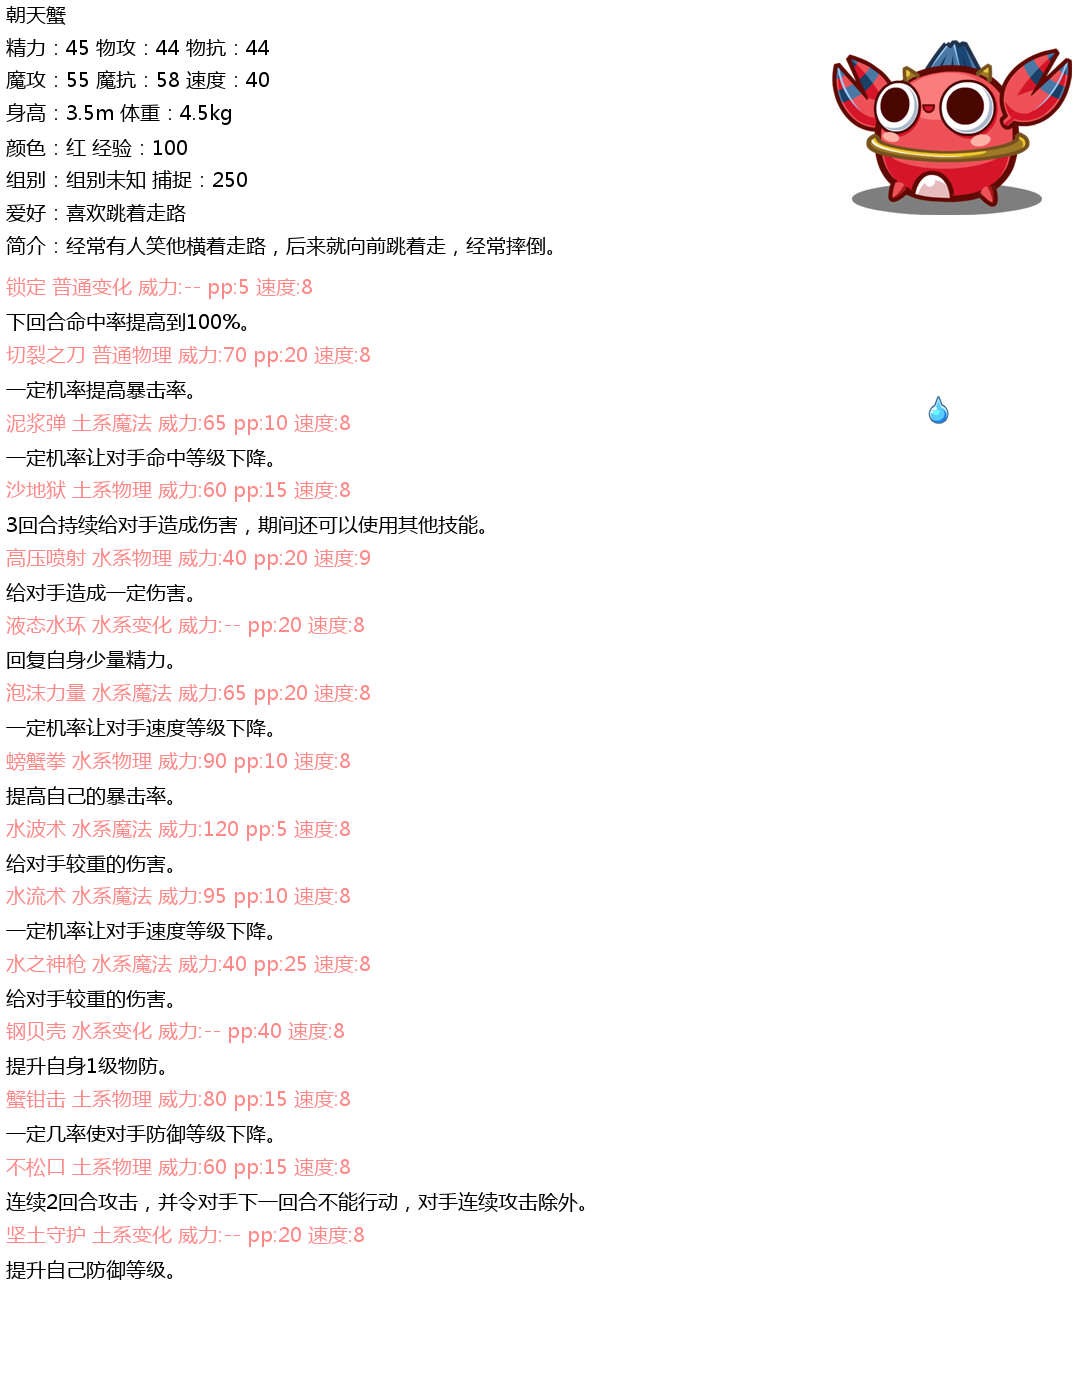 朝天蟹
精力：45 物攻：44 物抗：44
魔攻：55 魔抗：58 速度：40
身高：3.5m 体重：4.5kg
颜色：红 经验：100
组别：组别未知 捕捉：250
爱好：喜欢跳着走路
简介：经常有人笑他横着走路，后来就向前跳着走，经常摔倒。
锁定 普通变化 威力:-- pp:5 速度:8
下回合命中率提高到100%。
切裂之刀 普通物理 威力:70 pp:20 速度:8
一定机率提高暴击率。
泥浆弹 土系魔法 威力:65 pp:10 速度:8
一定机率让对手命中等级下降。
沙地狱 土系物理 威力:60 pp:15 速度:8
3回合持续给对手造成伤害，期间还可以使用其他技能。
高压喷射 水系物理 威力:40 pp:20 速度:9
给对手造成一定伤害。
液态水环 水系变化 威力:-- pp:20 速度:8
回复自身少量精力。
泡沫力量 水系魔法 威力:65 pp:20 速度:8
一定机率让对手速度等级下降。
螃蟹拳 水系物理 威力:90 pp:10 速度:8
提高自己的暴击率。
水波术 水系魔法 威力:120 pp:5 速度:8
给对手较重的伤害。
水流术 水系魔法 威力:95 pp:10 速度:8
一定机率让对手速度等级下降。
水之神枪 水系魔法 威力:40 pp:25 速度:8
给对手较重的伤害。
钢贝壳 水系变化 威力:-- pp:40 速度:8
提升自身1级物防。
蟹钳击 土系物理 威力:80 pp:15 速度:8
一定几率使对手防御等级下降。
不松口 土系物理 威力:60 pp:15 速度:8
连续2回合攻击，并令对手下一回合不能行动，对手连续攻击除外。
坚土守护 土系变化 威力:-- pp:20 速度:8
提升自己防御等级。